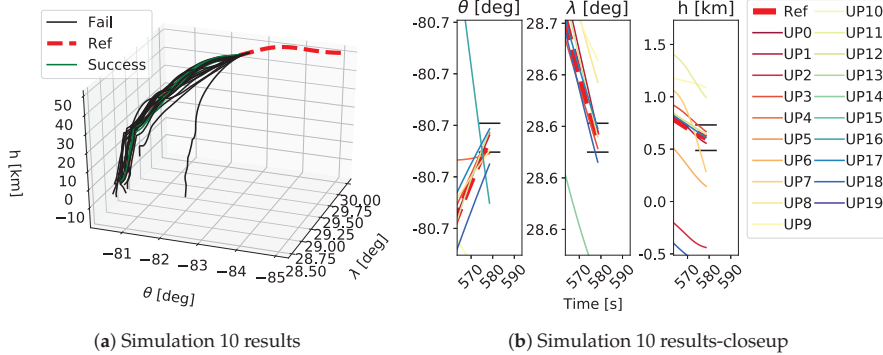 Fail
Ref
Success
50
40
30
20
10
0
−10
h [km]
−81
−82
−83
−84
−85
θ [deg]
30.00
29.75
29.50
29.25
29.00
28.75
28.50
λ [deg]
(a) Simulation 10 results
θ [deg]
-80.7
-80.7
-80.7
-80.7
-80.7
570
580
590
λ [deg]
28.7
28.6
28.6
28.6
28.6
570
580
590
Time [s]
h [km]
1.5
1.0
0.5
0.0
-0.5
570
580
590
Ref
UP0
UP1
UP2
UP3
UP4
UP5
UP6
UP7
UP8
UP9
UP10
UP11
UP12
UP13
UP14
UP15
UP16
UP17
UP18
UP19
(b) Simulation 10 results-closeup